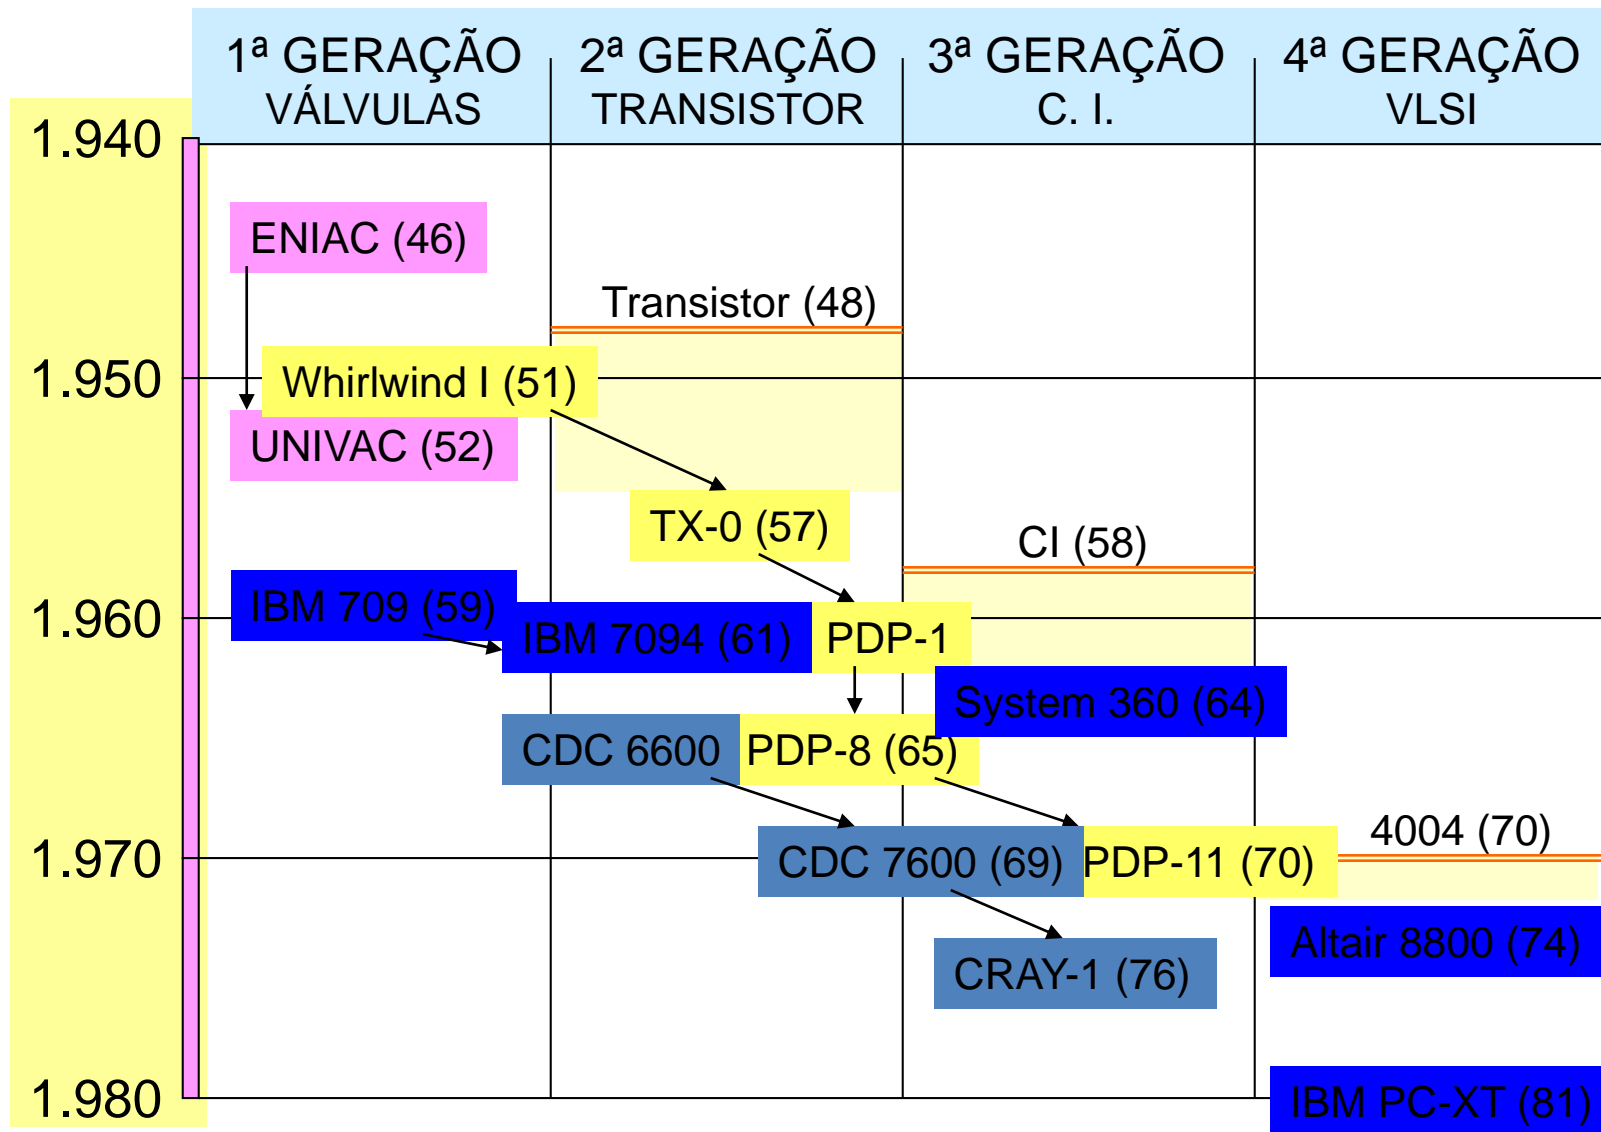 1ª GERAÇÃO 2ª GERAÇÃO 3ª GERAÇÃO 4ª GERAÇÃO
VÁLVULAS TRANSISTOR C. I. VLSI
1.940
ENIAC (46)
Transistor (48)
1.950
Whirlwind I (51)
UNIVAC (52)
TX-0 (57)
CI (58)
IBM 709 (59)
1.960
IBM 7094 (61) PDP-1
System 360 (64)
CDC 6600 PDP-8 (65)
4004 (70)
1.970
CDC 7600 (69) PDP-11 (70)
Altair 8800 (74)
CRAY-1 (76)
1.980
IBM PC-XT (81)